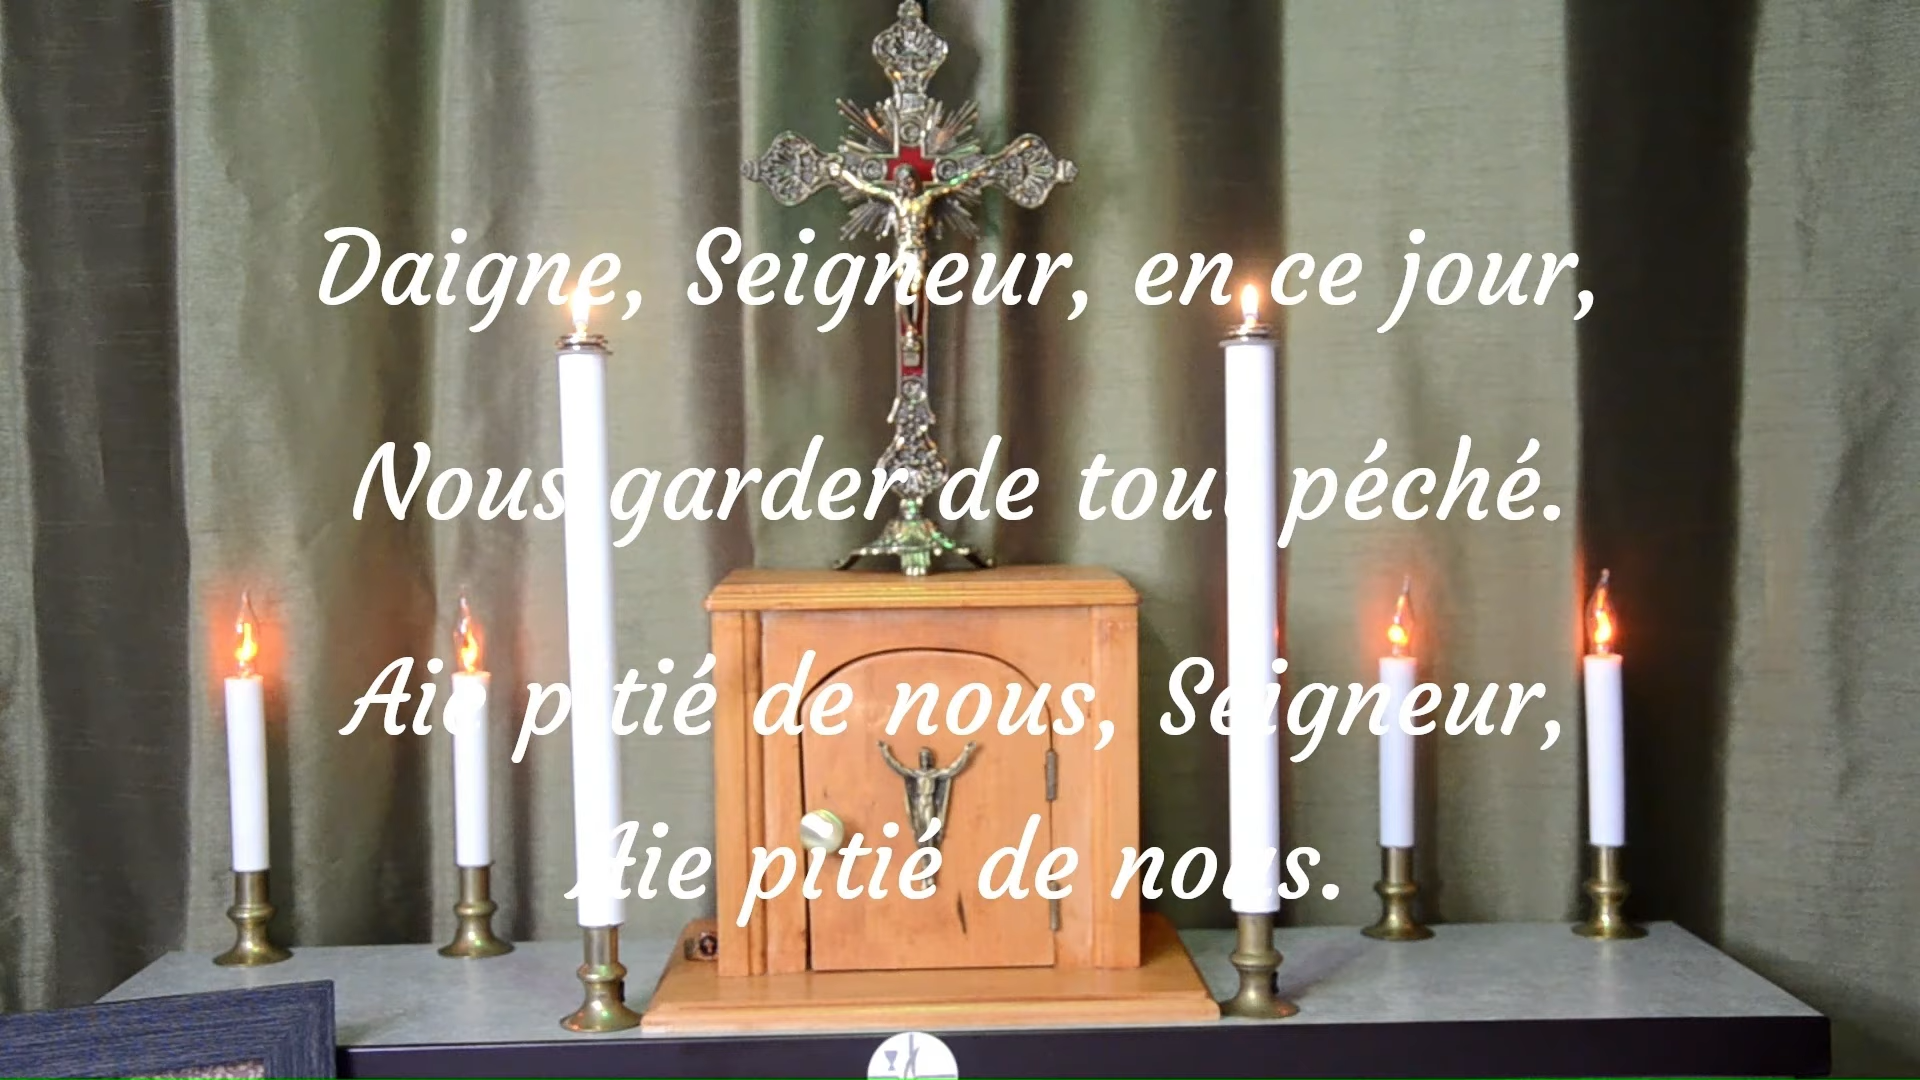 Daigne, Seigneur, en ce jour,
Nous garder de tout péché.
Aie pitié de nous, Seigneur,
Aie pitié de nous.